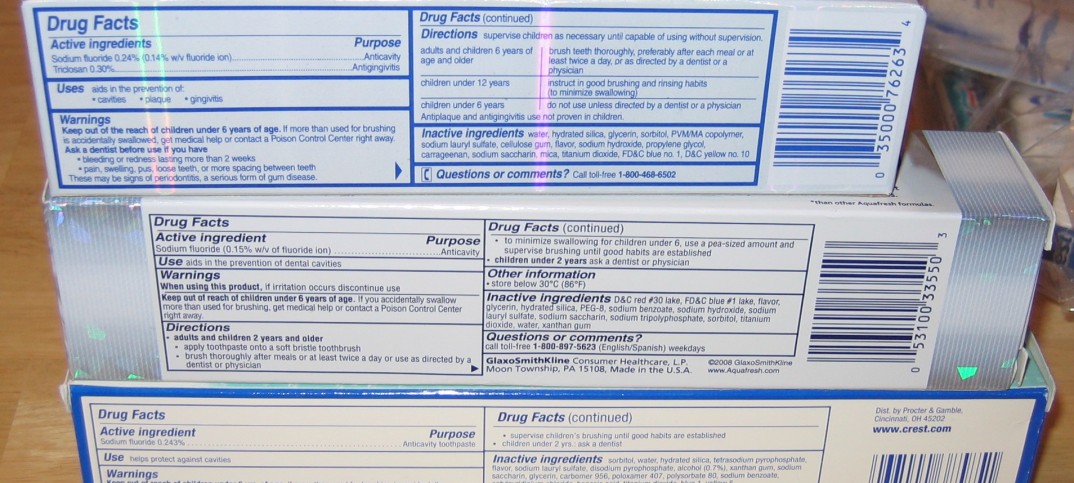 Drug Facts
Active ingredients Purpose
Sodium fluoride 0.24% (0.14% w/v fluoride ion) Anticavity
Triclosan 0.30% Antigingivitis
Uses aids in the prevention of:
• cavities • plaque • gingivitis
Warnings
Keep out of the reach of children under 6 years of age. If more than used for brushing
is accidentally swallowed, get medical help or contact a Poison Control Center right away.
Ask a dentist before use if you have
• bleeding or redness lasting more than 2 weeks
• pain, swelling, pus, loose teeth, or more spacing between teeth
These may be signs of periodontitis, a serious form of gum disease.
Drug Facts (continued)
Directions supervise children as necessary until capable of using without supervision.
adults and children 6 years of
age and older
brush teeth thoroughly, preferably after each meal or at
least twice a day, or as directed by a dentist or a
physician
children under 12 years
instruct in good brushing and rinsing habits
(to minimize swallowing)
children under 6 years do not use unless directed by a dentist or a physician
Antiplaque and antigingivitis use not proven in children.
Inactive ingredients water, hydrated silica, glycerin, sorbitol, PVM/MA copolymer,
sodium lauryl sulfate, cellulose gum, flavor, sodium hydroxide, propylene glycol,
carrageenan, sodium saccharin, mica, titanium dioxide, FD&C blue no. 1, D&C yellow no. 10
Questions or comments? Call toll-free 1-800-468-6502
0 35000 76263 4
*than other Aquafresh formulas.
Drug Facts
Active ingredient Purpose
Sodium fluoride (0.15% w/v of fluoride ion) Anticavity
Use aids in the prevention of dental cavities
Warnings
When using this product, if irritation occurs discontinue use
Keep out of reach of children under 6 years of age. If you accidentally swallow
more than used for brushing, get medical help or contact a Poison Control Center
right away.
Directions
• adults and children 2 years and older
• apply toothpaste onto a soft bristle toothbrush
• brush thoroughly after meals or at least twice a day or use as directed by a
dentist or physician
Drug Facts (continued)
• to minimize swallowing for children under 6, use a pea-sized amount and
supervise brushing until good habits are established
• children under 2 years ask a dentist or physician
Other information
• store below 30°C (86°F)
Inactive ingredients D&C red #30 lake, FD&C blue #1 lake, flavor,
glycerin, hydrated silica, PEG-8, sodium benzoate, sodium hydroxide, sodium
lauryl sulfate, sodium saccharin, sodium tripolyphosphate, sorbitol, titanium
dioxide, water, xanthan gum
Questions or comments?
call toll-free 1-800-897-5623 (English/Spanish) weekdays
GlaxoSmithKline Consumer Healthcare, L.P. ©2008 GlaxoSmithKline
Moon Township, PA 15108, Made in the U.S.A. www.Aquafresh.com
0 53100 33550 3
Drug Facts
Active ingredient Purpose
Sodium fluoride 0.243% Anticavity toothpaste
Use helps protect against cavities
Warnings
Drug Facts (continued)
• supervise children's brushing until good habits are established
• children under 2 yrs.: ask a dentist
Inactive ingredients sorbitol, water, hydrated silica, tetrasodium pyrophosphate,
flavor, sodium lauryl sulfate, disodium pyrophosphate, alcohol (0.7%), xanthan gum, sodium
saccharin, glycerin, carbomer 956, poloxamer 407, polysorbate 80, sodium benzoate,
Dist. by Procter & Gamble,
Cincinnati, OH 45202
www.crest.com